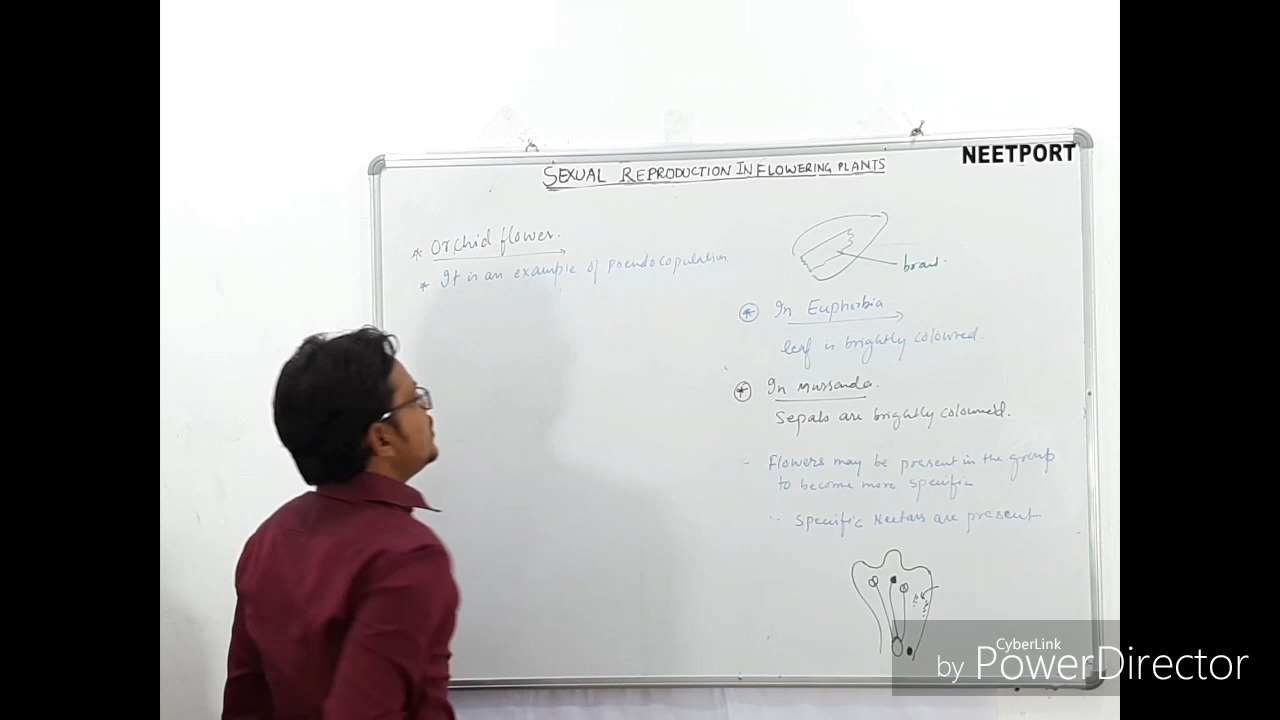 SEXUAL REPRODUCTION IN FLOWERING PLANTS
NEETPORT
* Orchid flower.
* It is an example of pseudocopulation
bract.
* In Euphorbia.
leaf is brightly coloured.
* In Mussanda.
Sepals are brightly coloured.
- Flowers may be present in the group
to become more specific
Specific Nectars are present
CyberLink
by PowerDirector